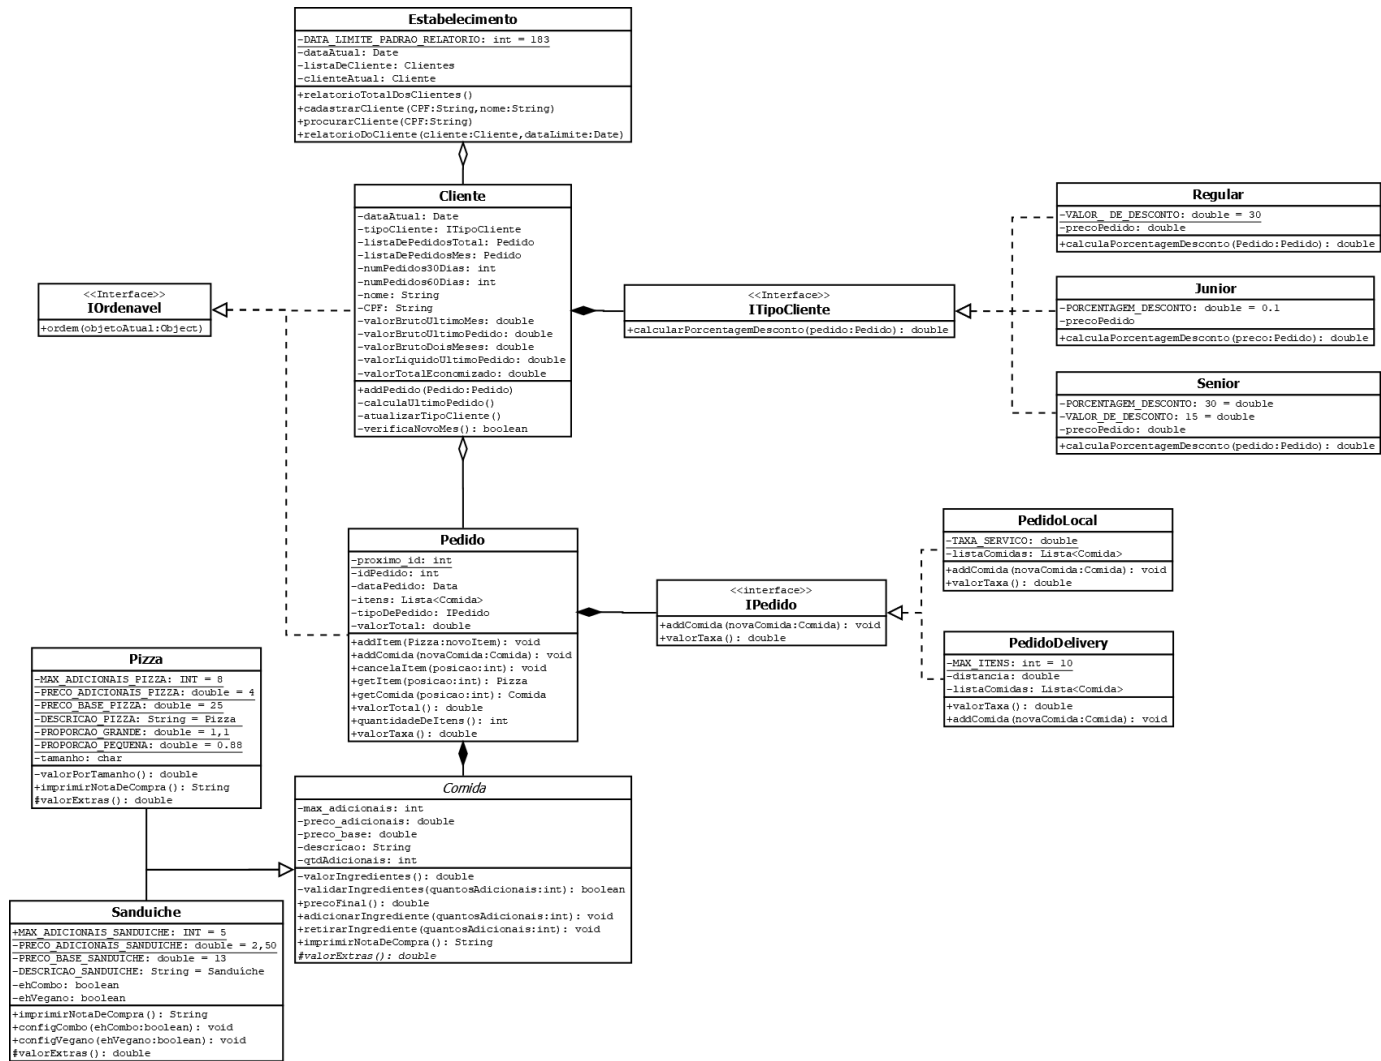 Estabelecimento
-DATA_LIMITE_PADRAO_RELATORIO: int = 183
-dataAtual: Date
-listaDeCliente: Clientes
-clienteAtual: Cliente
+relatorioTotalDosClientes()
+cadastrarCliente(CPF:String,nome:String)
+procurarCliente(CPF:String)
+relatorioDoCliente(cliente:Cliente,dataLimite:Date)
Cliente
-dataAtual: Date
-tipoCliente: ITipoCliente
-listaDePedidosTotal: Pedido
-listaDePedidosMes: Pedido
-numPedidos30Dias: int
-numPedidos60Dias: int
-nome: String
-CPF: String
-valorBrutoUltimoMes: double
-valorBrutoUltimoPedido: double
-valorBrutoDoisMeses: double
-valorLiquidoUltimoPedido: double
-valorTotalEconomizado: double
+addPedido(Pedido:Pedido)
-calculaUltimoPedido()
-atualizarTipoCliente()
-verificaNovoMes(): boolean
<<Interface>>
IOrdenavel
+ordem(objetoAtual:Object)
<<Interface>>
ITipoCliente
+calcularPorcentagemDesconto(pedido:Pedido): double
Regular
-VALOR_ DE_DESCONTO: double = 30
-precoPedido: double
+calculaPorcentagemDesconto(Pedido:Pedido): double
Junior
-PORCENTAGEM_DESCONTO: double = 0.1
-precoPedido
+calculaPorcentagemDesconto(preco:Pedido): double
Senior
-PORCENTAGEM_DESCONTO: 30 = double
-VALOR_DE_DESCONTO: 15 = double
-precoPedido: double
+calculaPorcentagemDesconto(pedido:Pedido): double
Pedido
-proximo_id: int
-idPedido: int
-dataPedido: Data
-itens: Lista<Comida>
-tipoDePedido: IPedido
-valorTotal: double
+addItem(Pizza:novoItem): void
+addComida(novaComida:Comida): void
+cancelaItem(posicao:int): void
+getItem(posicao:int): Pizza
+getComida(posicao:int): Comida
+valorTotal(): double
+quantidadeDeItens(): int
+valorTaxa(): double
<<interface>>
IPedido
+addComida(novaComida:Comida): void
+valorTaxa(): double
PedidoLocal
-TAXA_SERVICO: double
-listaComidas: Lista<Comida>
+addComida(novaComida:Comida): void
+valorTaxa(): double
PedidoDelivery
-MAX_ITENS: int = 10
-distancia: double
-listaComidas: Lista<Comida>
+valorTaxa(): double
+addComida(novaComida:Comida): void
Pizza
-MAX_ADICIONAIS_PIZZA: INT = 8
-PRECO_ADICIONAIS_PIZZA: double = 4
-PRECO_BASE_PIZZA: double = 25
-DESCRICAO_PIZZA: String = Pizza
-PROPORCAO_GRANDE: double = 1,1
-PROPORCAO_PEQUENA: double = 0.88
-tamanho: char
-valorPorTamanho(): double
+imprimirNotaDeCompra(): String
#valorExtras(): double
Comida
-max_adicionais: int
-preco_adicionais: double
-preco_base: double
-descricao: String
-qtdAdicionais: int
-valorIngredientes(): double
-validarIngredientes(quantosAdicionais:int): boolean
+precoFinal(): double
+adicionarIngrediente(quantosAdicionais:int): void
+retirarIngrediente(quantosAdicionais:int): void
+imprimirNotaDeCompra(): String
#valorExtras(): double
Sanduiche
+MAX_ADICIONAIS_SANDUICHE: INT = 5
-PRECO_ADICIONAIS_SANDUICHE: double = 2,50
-PRECO_BASE_SANDUICHE: double = 13
-DESCRICAO_SANDUICHE: String = Sanduíche
-ehCombo: boolean
-ehVegano: boolean
+imprimirNotaDeCompra(): String
+configCombo(ehCombo:boolean): void
+configVegano(ehVegano:boolean): void
#valorExtras(): double